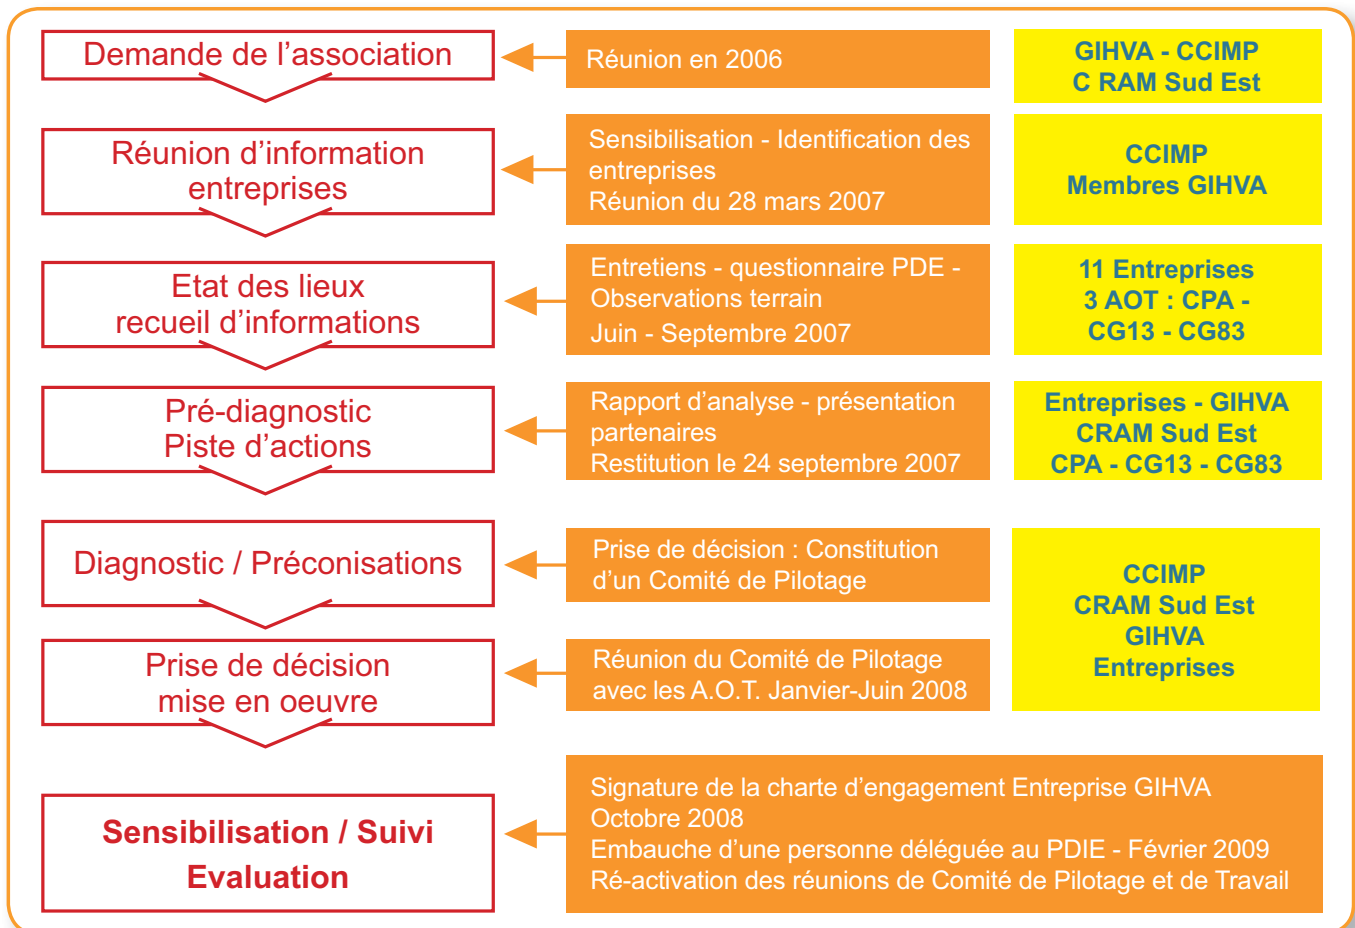 Demande de l’association
Réunion en 2006
GIHVA - CCIMP
C RAM Sud Est
Réunion d’information
entreprises
Sensibilisation - Identification des
entreprises
Réunion du 28 mars 2007
CCIMP
Membres GIHVA
Etat des lieux
recueil d’informations
Entretiens - questionnaire PDE -
Observations terrain
Juin - Septembre 2007
11 Entreprises
3 AOT : CPA -
CG13 - CG83
Pré-diagnostic
Piste d’actions
Rapport d’analyse - présentation
partenaires
Restitution le 24 septembre 2007
Entreprises - GIHVA
CRAM Sud Est
CPA - CG13 - CG83
Diagnostic / Préconisations
Prise de décision : Constitution
d’un Comité de Pilotage
CCIMP
CRAM Sud Est
GIHVA
Entreprises
Prise de décision
mise en oeuvre
Réunion du Comité de Pilotage
avec les A.O.T. Janvier-Juin 2008
Sensibilisation / Suivi
Evaluation
Signature de la charte d’engagement Entreprise GIHVA
Octobre 2008
Embauche d’une personne déléguée au PDIE - Février 2009
Ré-activation des réunions de Comité de Pilotage et de Travail